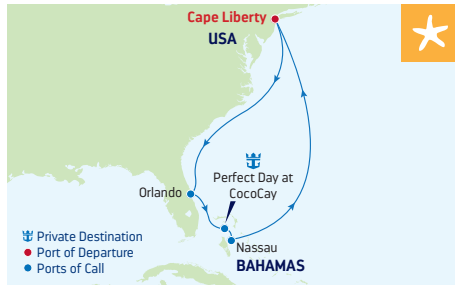 Cape Liberty
USA
Perfect Day at
CocoCay
Orlando
Nassau
BAHAMAS
Private Destination
Port of Departure
Ports of Call